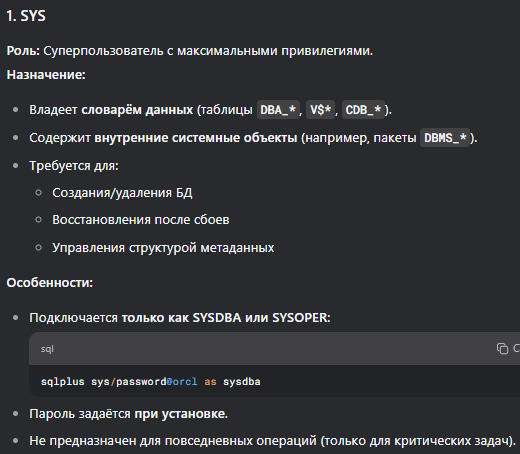 1. SYS
Роль: Суперпользователь с максимальными привилегиями.
Назначение:
Владеет словарём данных (таблицы DBA_*, V$*, CDB_*).
Содержит внутренние системные объекты (например, пакеты DBMS_*).
Требуется для:
Создания/удаления БД
Восстановления после сбоев
Управления структурой метаданных
Особенности:
Подключается только как SYSDBA или SYSOPER:
sql
sqlplus sys/password@orcl as sysdba
Пароль задаётся при установке.
Не предназначен для повседневных операций (только для критических задач).